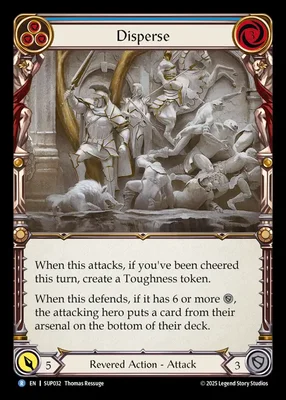 Disperse
When this attacks, if you've been cheered
this turn, create a Toughness token.
When this defends, if it has 6 or more ,
the attacking hero puts a card from their
arsenal on the bottom of their deck.
5 Revered Action - Attack 3
R EN | SUP032 Thomas Ressuge ©2025 Legend Story Studios